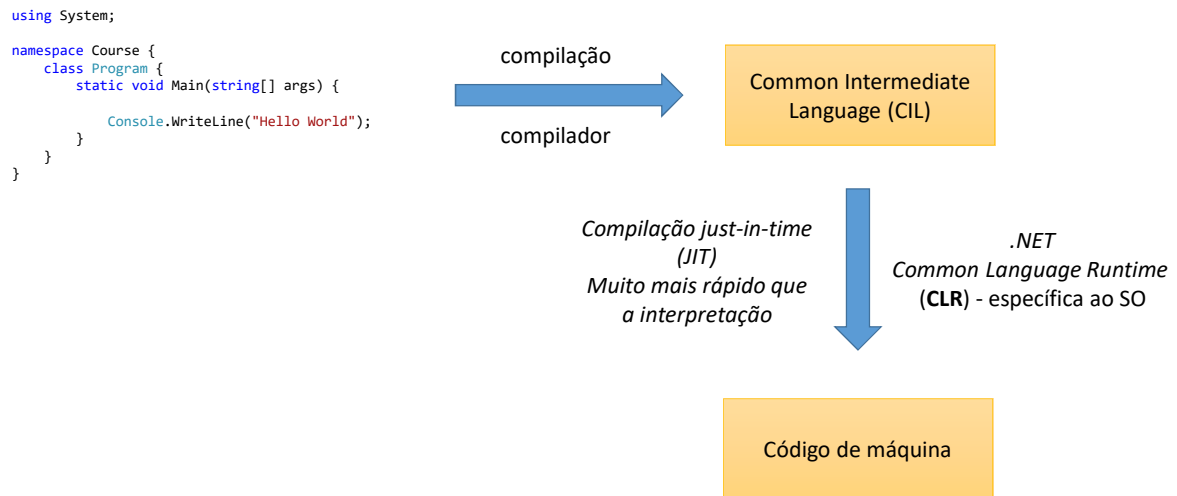 using System;
namespace Course {
class Program {
static void Main(string[] args) {
Console.WriteLine("Hello World");
}
}
}
compilação
compilador
Common Intermediate
Language (CIL)
Compilação just-in-time
(JIT)
Muito mais rápido que
a interpretação
.NET
Common Language Runtime
(CLR) - específica ao SO
Código de máquina